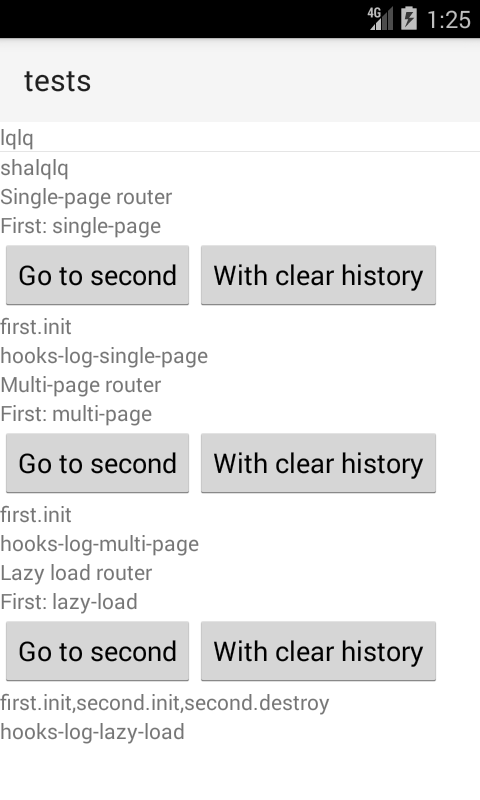 4G 1:25
tests
lqlq
shalqlq
Single-page router
First: single-page
Go to second With clear history
first.init
hooks-log-single-page
Multi-page router
First: multi-page
Go to second With clear history
first.init
hooks-log-multi-page
Lazy load router
First: lazy-load
Go to second With clear history
first.init,second.init,second.destroy
hooks-log-lazy-load